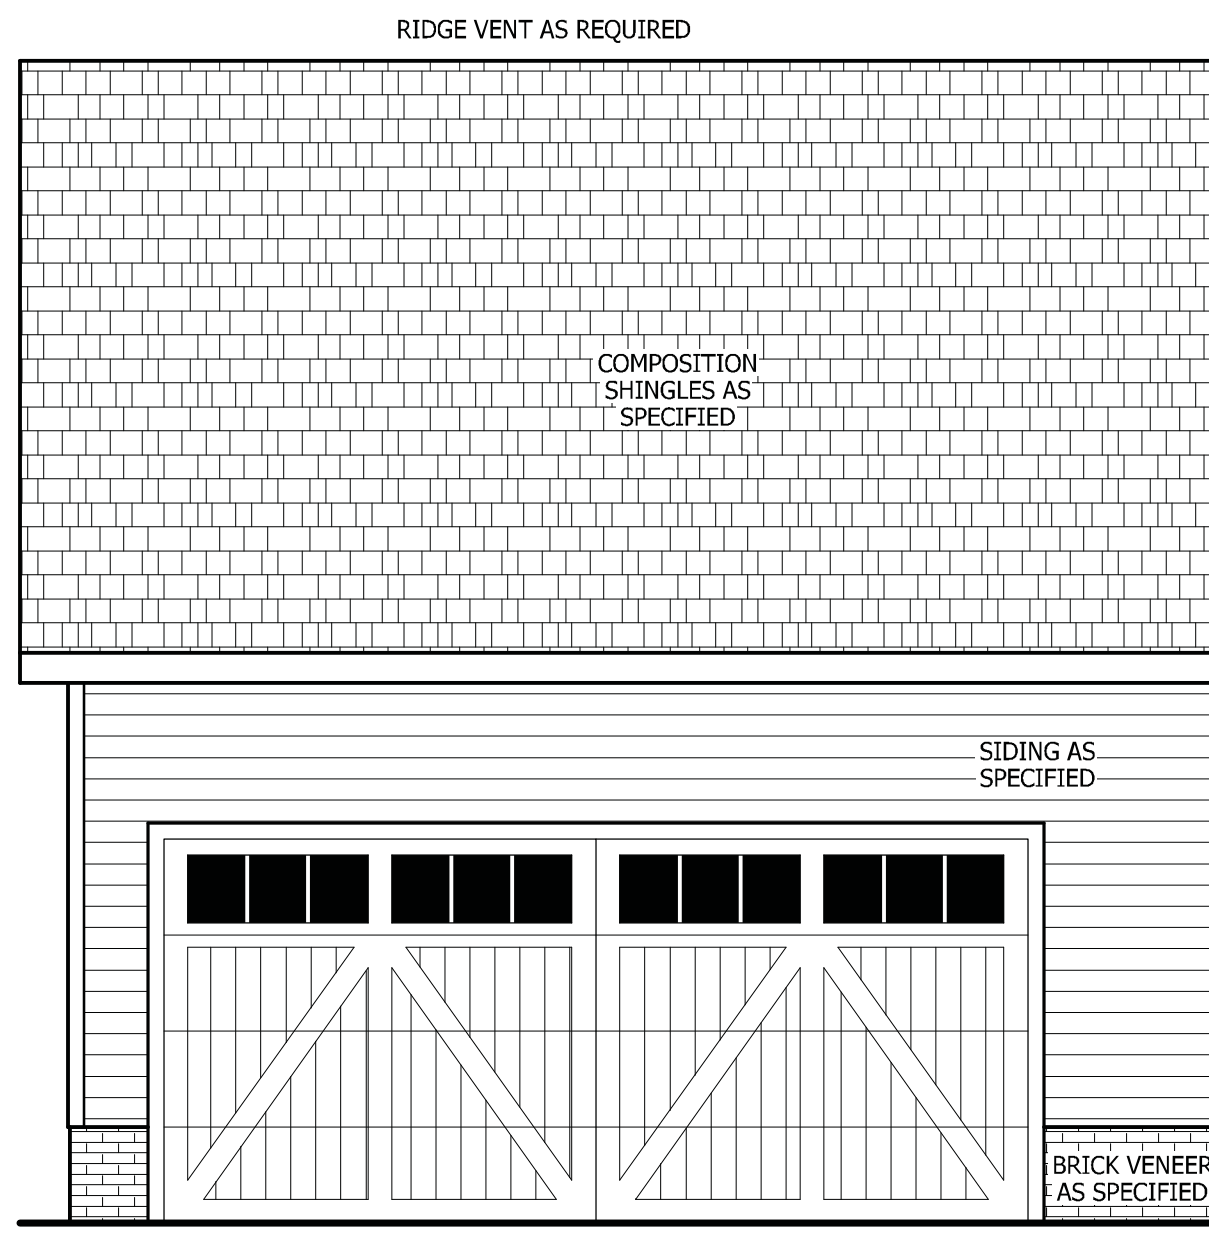 RIDGE VENT AS REQUIRED
COMPOSITION
SHINGLES AS
SPECIFIED
SIDING AS
SPECIFIED
BRICK VENEER
AS SPECIFIED